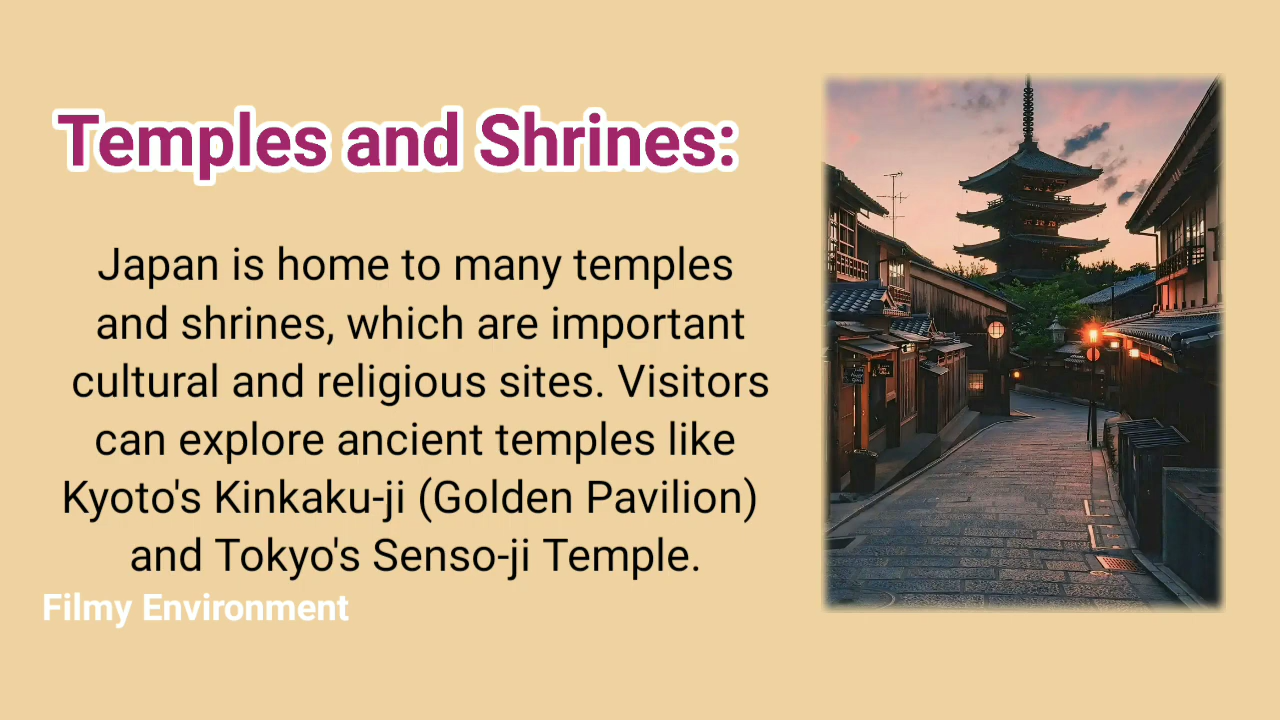 Temples and Shrines:
Japan is home to many temples
and shrines, which are important
cultural and religious sites. Visitors
can explore ancient temples like
Kyoto's Kinkaku-ji (Golden Pavilion)
and Tokyo's Senso-ji Temple.
Filmy Environment